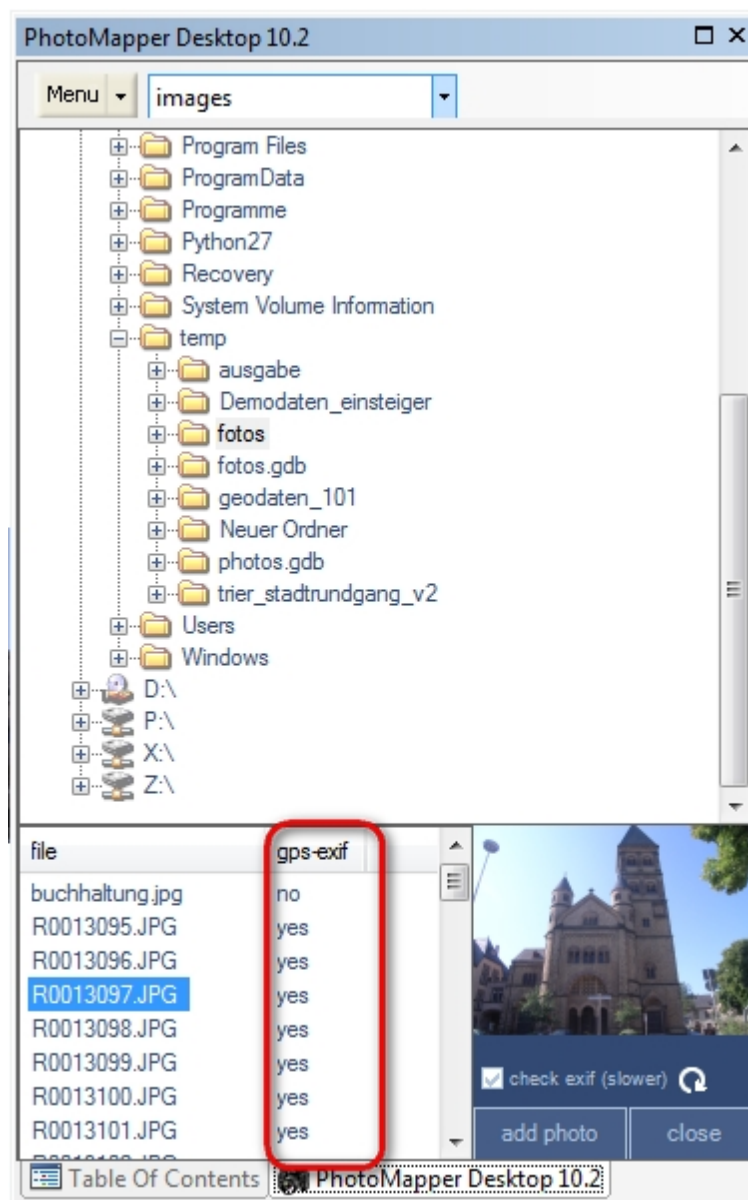 PhotoMapper Desktop 10.2
Menu images
Program Files
ProgramData
Programme
Python27
Recovery
System Volume Information
temp
ausgabe
Demodaten_einsteiger
fotos
fotos.gdb
geodaten_101
Neuer Ordner
photos.gdb
trier_stadtrundgang_v2
Users
Windows
D:\
P:\
X:\
Z:\
file gps-exif
buchhaltung.jpg no
R0013095.JPG yes
R0013096.JPG yes
R0013097.JPG yes
R0013098.JPG yes
R0013099.JPG yes
R0013100.JPG yes
R0013101.JPG yes
check exif (slower)
add photo close
Table Of Contents PhotoMapper Desktop 10.2